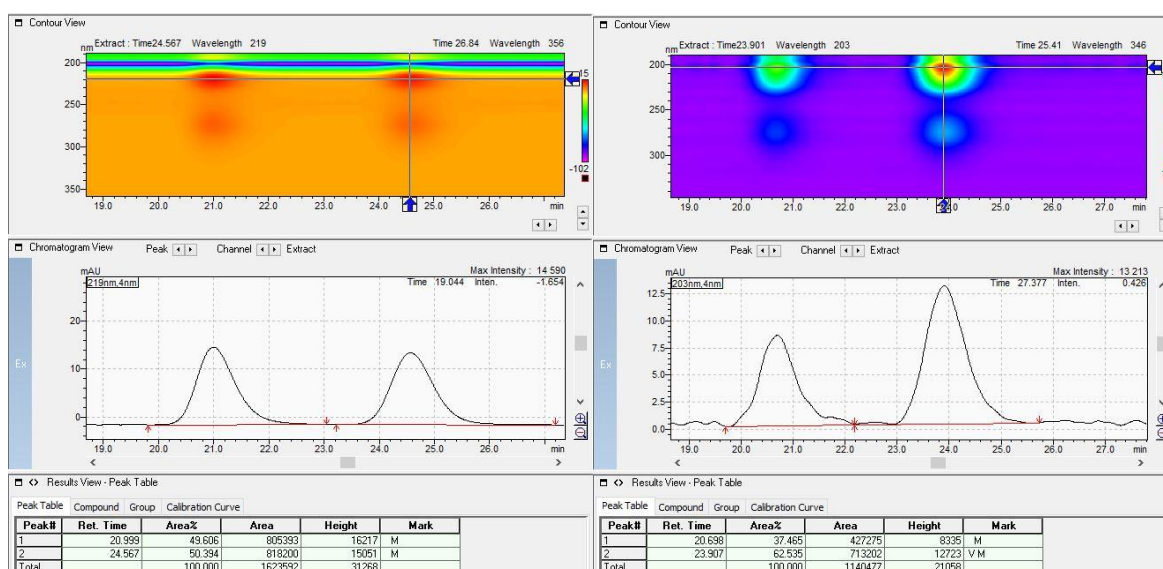 Contour View
nm Extract : Time24.567 Wavelength 219 Time 26.84 Wavelength 356
200
250
300
350
15
-102
19.0 20.0 21.0 22.0 23.0 24.0 25.0 26.0 min
Chromatogram View Peak Channel Extract
mAU Max Intensity : 14 590
219nm,4nm Time 19.044 Inten. -1.654
20
10
0
Ex
19.0 20.0 21.0 22.0 23.0 24.0 25.0 26.0 min
Results View - Peak Table
Peak Table Compound Group Calibration Curve
Peak# Ret. Time Area% Area Height Mark
1 20.999 49.606 805393 16217 M
2 24.567 50.394 818200 15051 M
Total 100.000 1623592 31268
Contour View
nm Extract : Time23.901 Wavelength 203 Time 25.41 Wavelength 346
200
250
300
19.0 20.0 21.0 22.0 23.0 24.0 25.0 26.0 27.0 min
Chromatogram View Peak Channel Extract
mAU Max Intensity : 13 213
203nm,4nm Time 27.377 Inten. 0.426
12.5
10.0
7.5
5.0
2.5
0.0
Ex
19.0 20.0 21.0 22.0 23.0 24.0 25.0 26.0 27.0 min
Results View - Peak Table
Peak Table Compound Group Calibration Curve
Peak# Ret. Time Area% Area Height Mark
1 20.698 37.465 427275 8335 M
2 23.907 62.535 713202 12723 V M
Total 100.000 1140477 21058